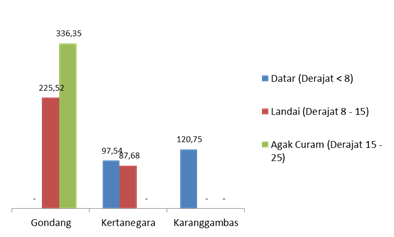 336,35
225,52
97,54
87,68
120,75
- - - -
Gondang Kertanegara Karanggambas
Datar (Derajat < 8)
Landai (Derajat 8 - 15)
Agak Curam (Derajat 15 -
25)